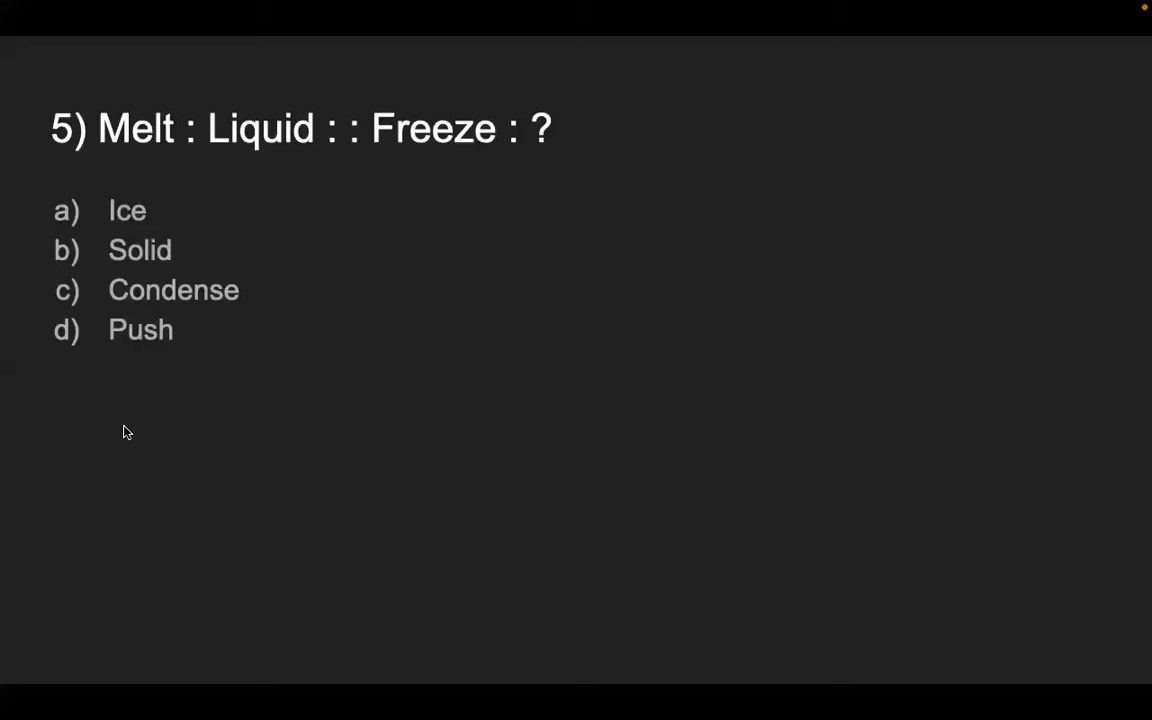 5) Melt : Liquid : : Freeze : ?
a) Ice
b) Solid
c) Condense
d) Push